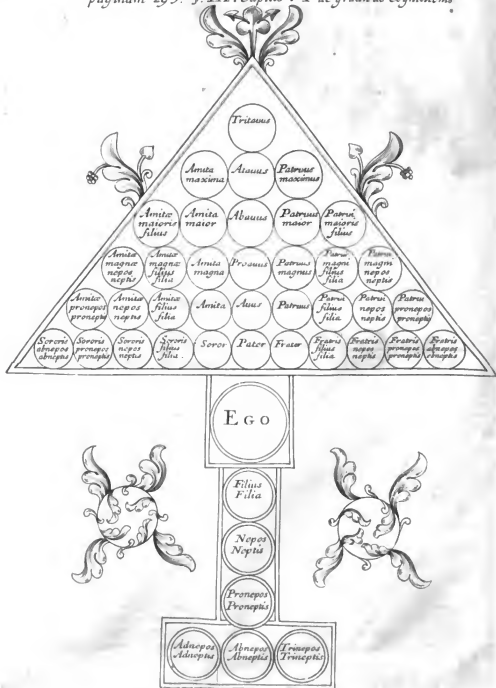 paginam 295. §. III. Capitis
Tritauus
Amita
maxima
Atauus
Patruus
maximus
Amitæ
maioris
filius
Amita
maior
Abauus
Patruus
maior
Patrui
maioris
filius
Amitæ
magnæ
nepos
neptis
Amitæ
magnæ
filius
filia
Amita
magna
Proauus
Patruus
magnus
Patrui
magni
filius
filia
Patrui
magni
nepos
neptis
Amitæ
pronepos
proneptis
Amitæ
nepos
neptis
Amitæ
filius
filia
Amita
Auus
Patruus
Patrui
filius
filia
Patrui
nepos
neptis
Patrui
pronepos
proneptis
Sororis
abnepos
abneptis
Sororis
pronepos
proneptis
Sororis
nepos
neptis
Sororis
filius
filia
Soror
Pater
Frater
Fratris
filius
filia
Fratris
nepos
neptis
Fratris
pronepos
proneptis
Fratris
abnepos
abneptis
EGO
Filius
Filia
Nepos
Neptis
Pronepos
Proneptis
Adnepos
Adneptis
Abnepos
Abneptis
Trinepos
Trineptis